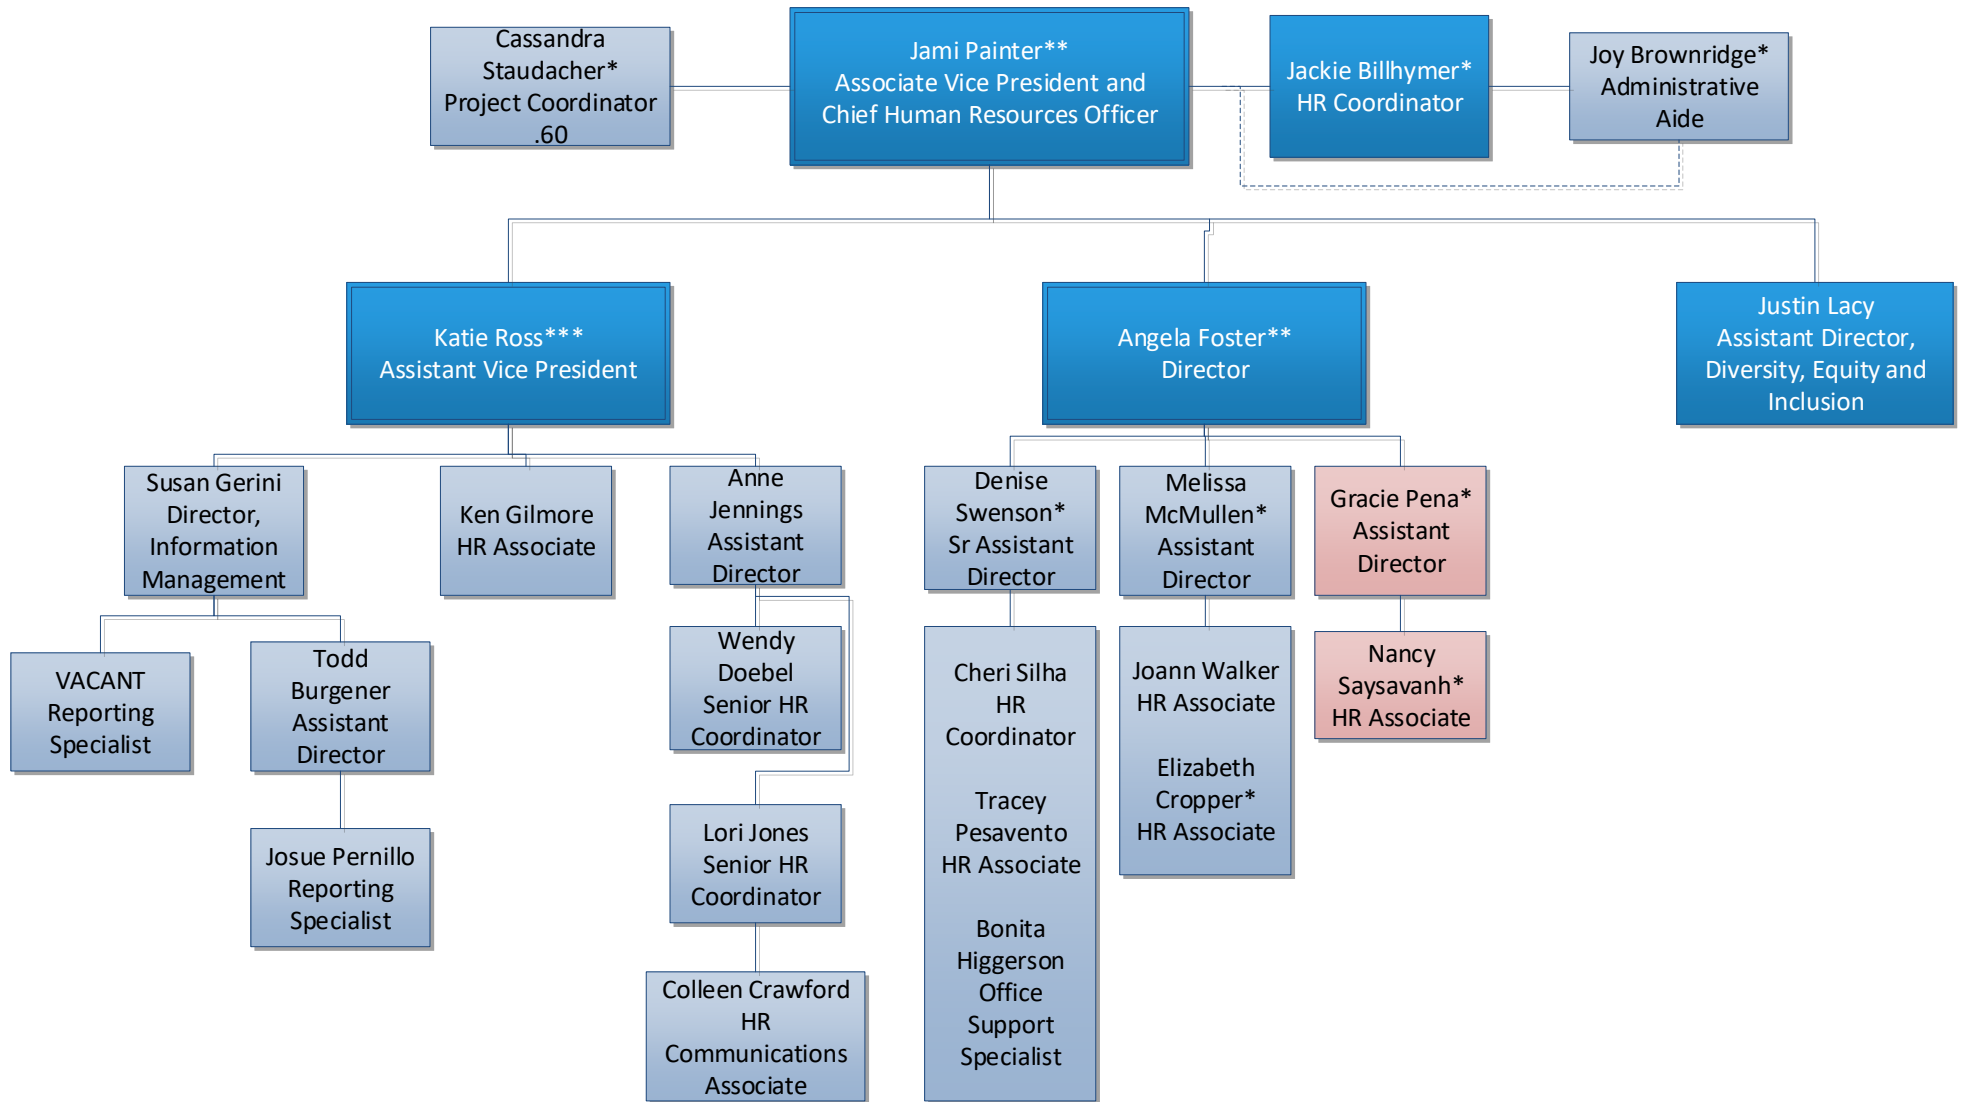 Cassandra
Staudacher*
Project Coordinator
.60
Jami Painter**
Associate Vice President and
Chief Human Resources Officer
Jackie Billhymer*
HR Coordinator
Joy Brownridge*
Administrative
Aide
Katie Ross***
Assistant Vice President
Angela Foster**
Director
Justin Lacy
Assistant Director,
Diversity, Equity and
Inclusion
Susan Gerini
Director,
Information
Management
Ken Gilmore
HR Associate
Anne
Jennings
Assistant
Director
Denise
Swenson*
Sr Assistant
Director
Melissa
McMullen*
Assistant
Director
Gracie Pena*
Assistant
Director
VACANT
Reporting
Specialist
Todd
Burgener
Assistant
Director
Wendy
Doebel
Senior HR
Coordinator
Cheri Silha
HR
Coordinator
Tracey
Pesavento
HR Associate
Bonita
Higgerson
Office
Support
Specialist
Joann Walker
HR Associate
Elizabeth
Cropper*
HR Associate
Nancy
Saysavanh*
HR Associate
Josue Pernillo
Reporting
Specialist
Lori Jones
Senior HR
Coordinator
Colleen Crawford
HR
Communications
Associate